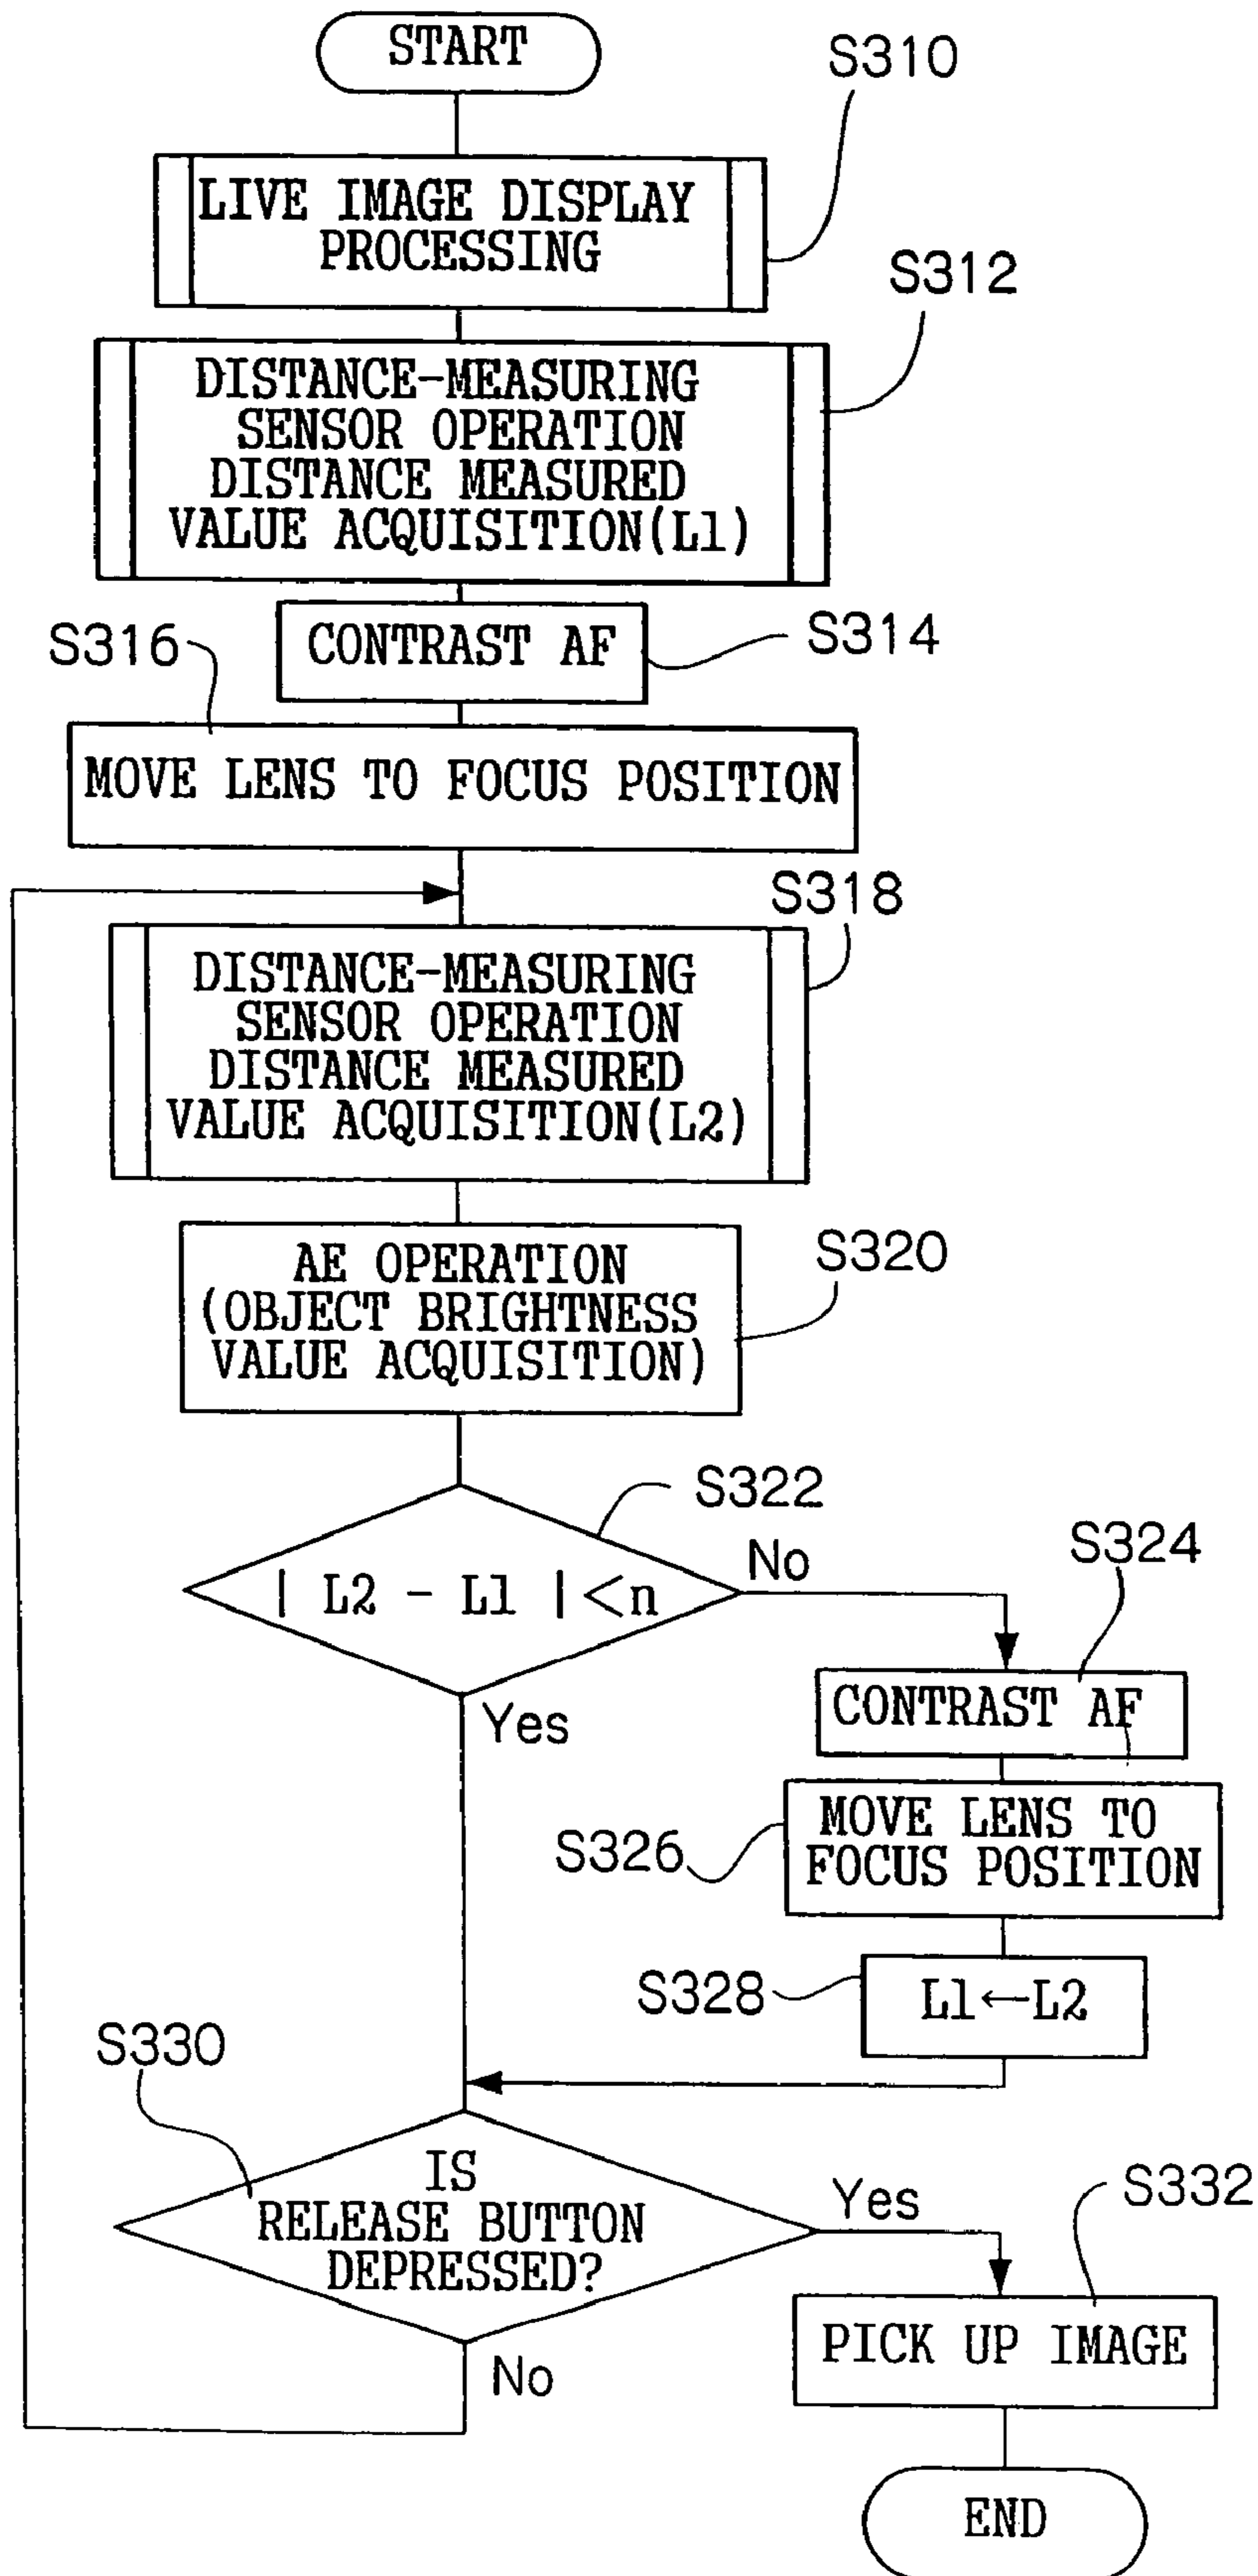 START
S310
LIVE IMAGE DISPLAY
PROCESSING
S312
DISTANCE-MEASURING
SENSOR OPERATION
DISTANCE MEASURED
VALUE ACQUISITION(L1)
S314
CONTRAST AF
S316
MOVE LENS TO FOCUS POSITION
S318
DISTANCE-MEASURING
SENSOR OPERATION
DISTANCE MEASURED
VALUE ACQUISITION(L2)
S320
AE OPERATION
(OBJECT BRIGHTNESS
VALUE ACQUISITION)
S322
| L2 - L1 | <n
No
Yes
S324
CONTRAST AF
S326
MOVE LENS TO
FOCUS POSITION
S328
L1←L2
S330
IS
RELEASE BUTTON
DEPRESSED?
Yes
No
S332
PICK UP IMAGE
END